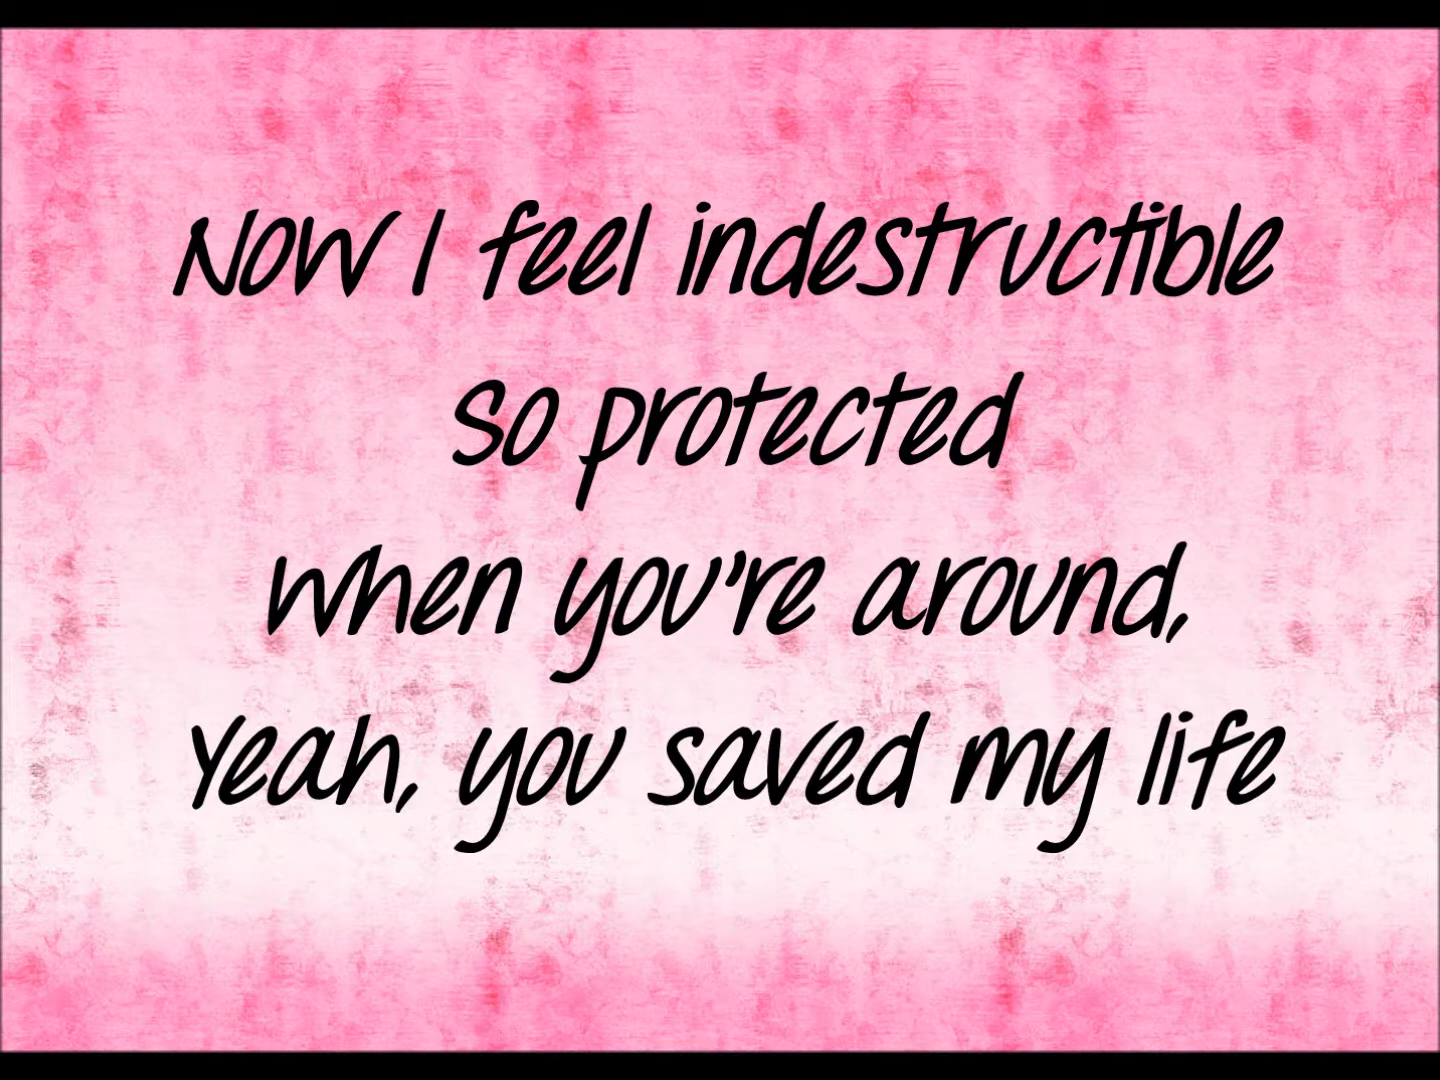 Now I feel indestructible
so protected
when you're around,
Yeah, you saved my life